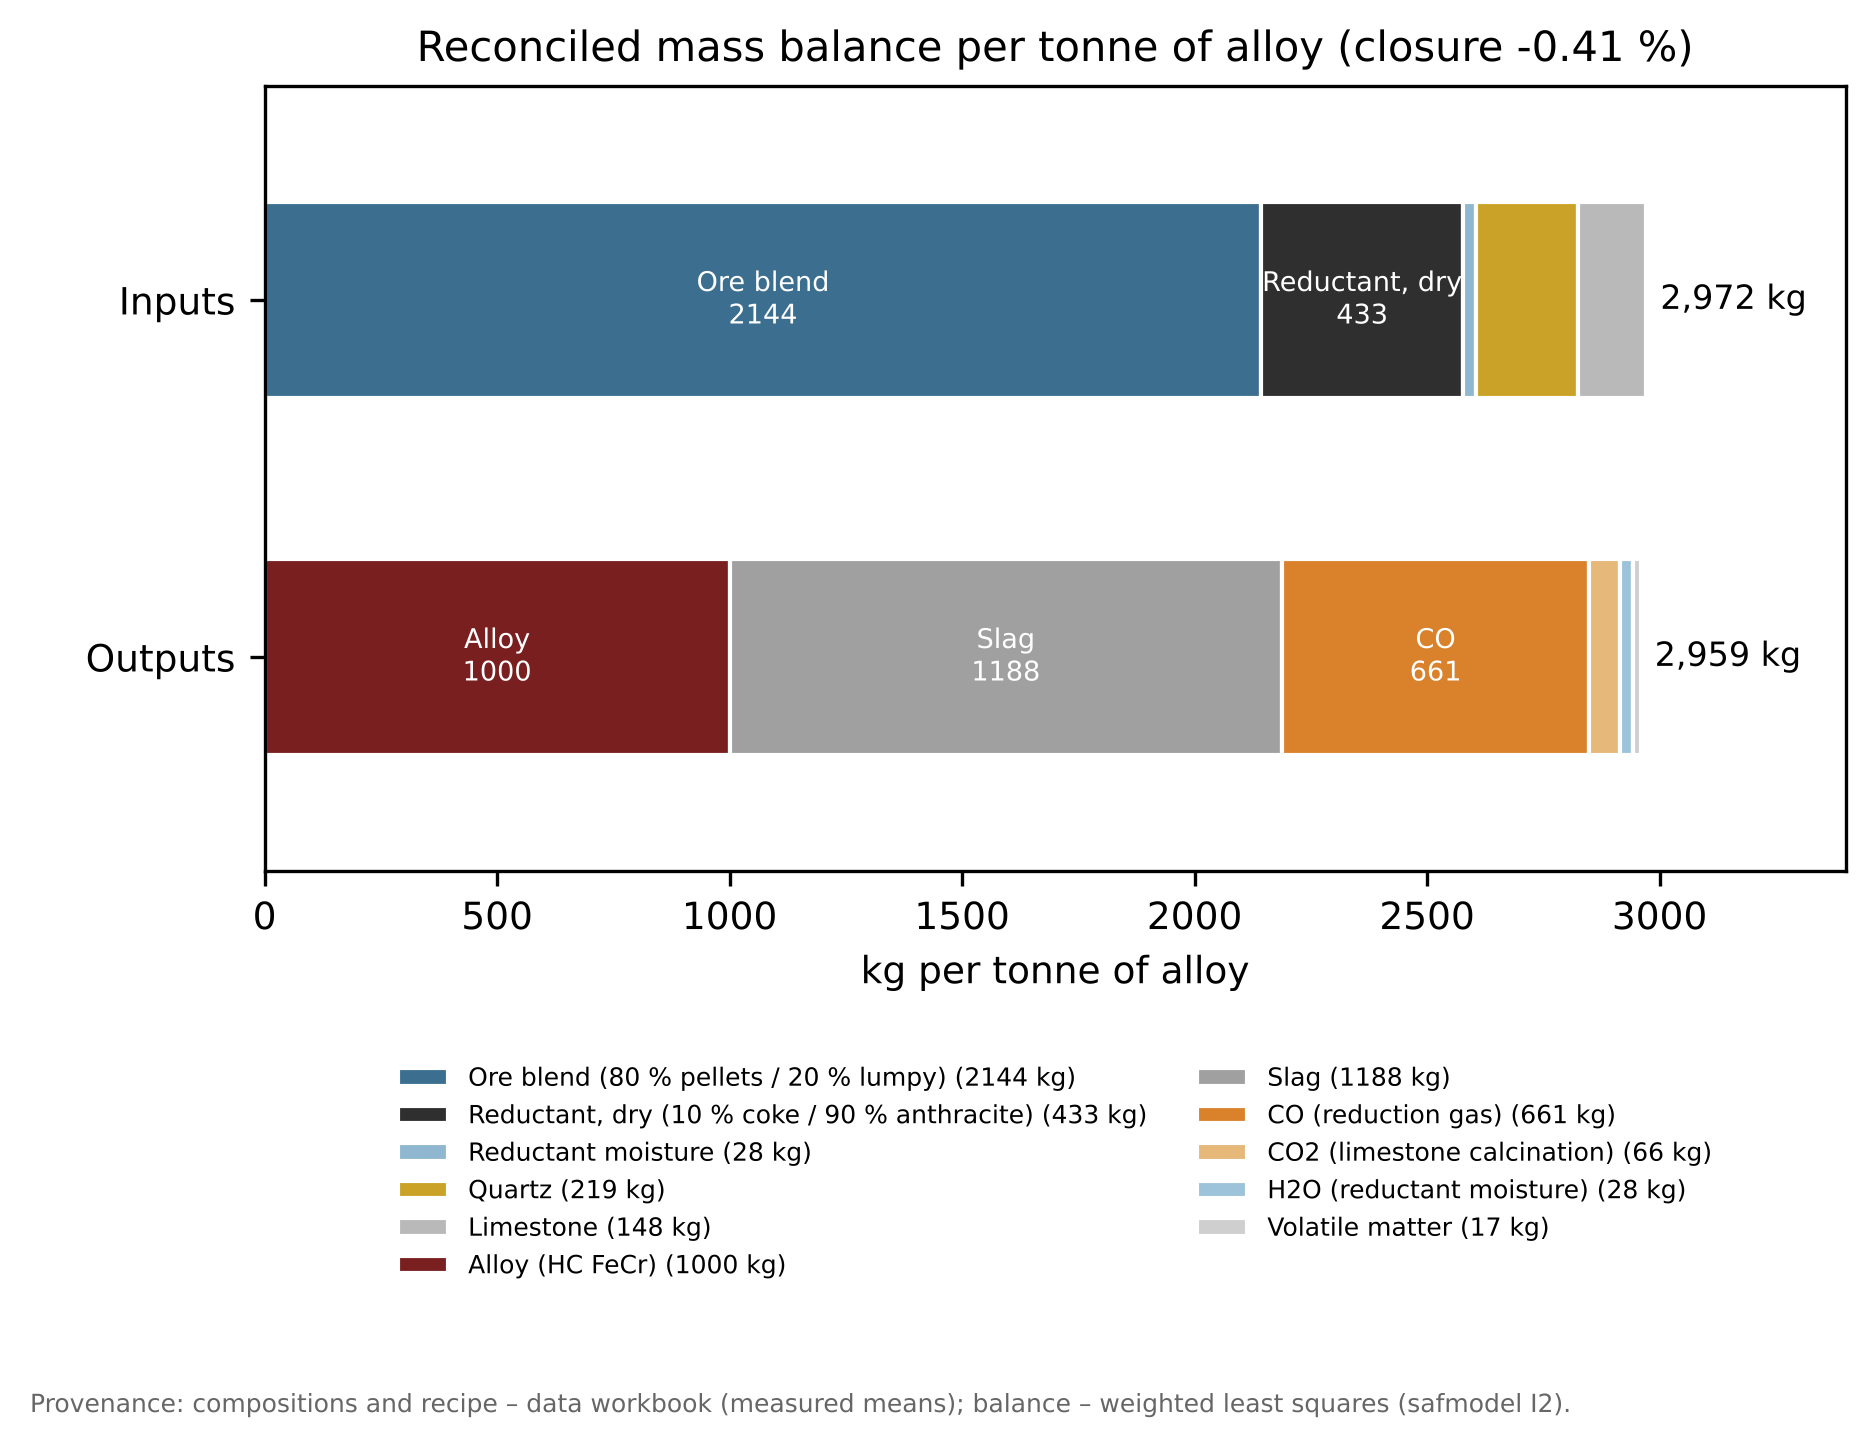 Reconciled mass balance per tonne of alloy (closure -0.41 %)
Inputs
Ore blend
2144
Reductant, dry
433
2,972 kg
Outputs
Alloy
1000
Slag
1188
CO
661
2,959 kg
0 500 1000 1500 2000 2500 3000
kg per tonne of alloy
Ore blend (80 % pellets / 20 % lumpy) (2144 kg)
Reductant, dry (10 % coke / 90 % anthracite) (433 kg)
Reductant moisture (28 kg)
Quartz (219 kg)
Limestone (148 kg)
Alloy (HC FeCr) (1000 kg)
Slag (1188 kg)
CO (reduction gas) (661 kg)
CO2 (limestone calcination) (66 kg)
H2O (reductant moisture) (28 kg)
Volatile matter (17 kg)
Provenance: compositions and recipe – data workbook (measured means); balance – weighted least squares (safmodel I2).